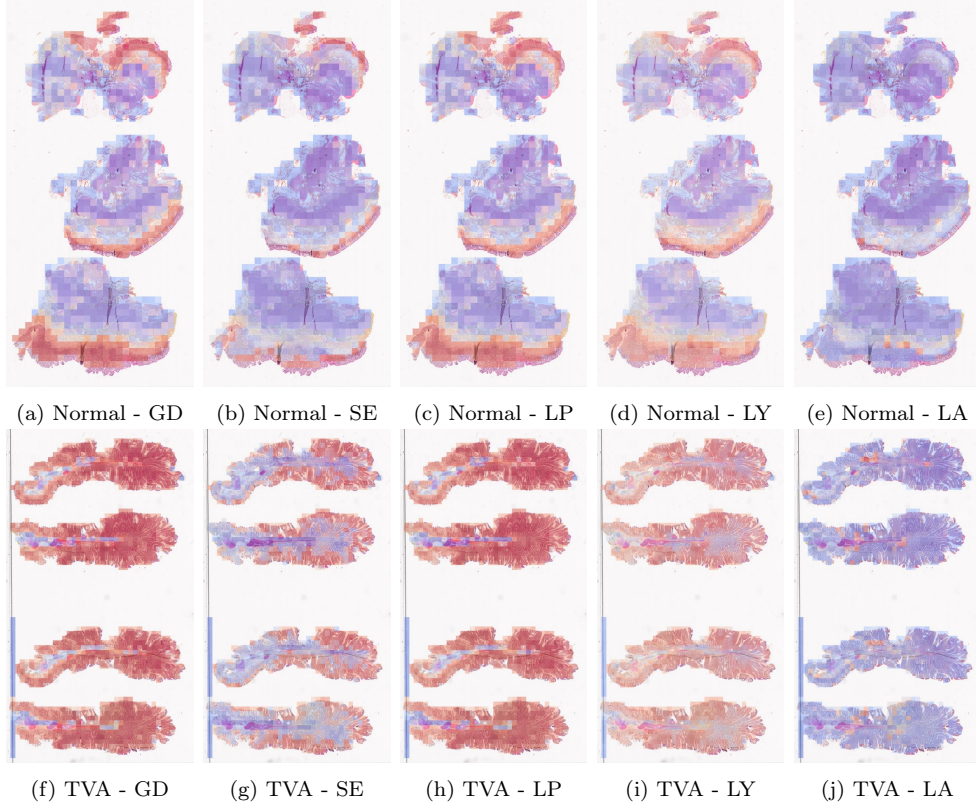 (a) Normal - GD
(b) Normal - SE
(c) Normal - LP
(d) Normal - LY
(e) Normal - LA
(f) TVA - GD
(g) TVA - SE
(h) TVA - LP
(i) TVA - LY
(j) TVA - LA